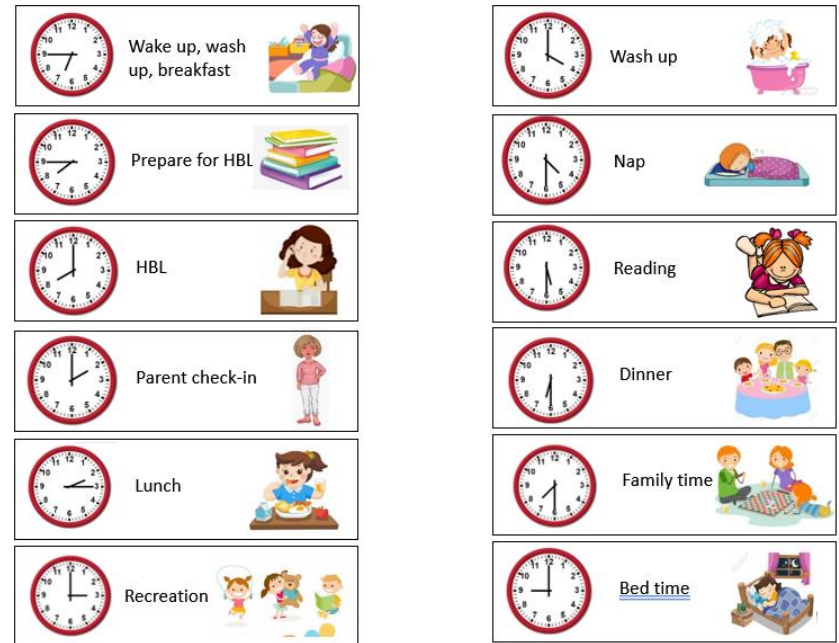 Wake up, wash
up, breakfast
Prepare for HBL
HBL
Parent check-in
Lunch
Recreation
Wash up
Nap
Reading
Dinner
Family time
Bed time